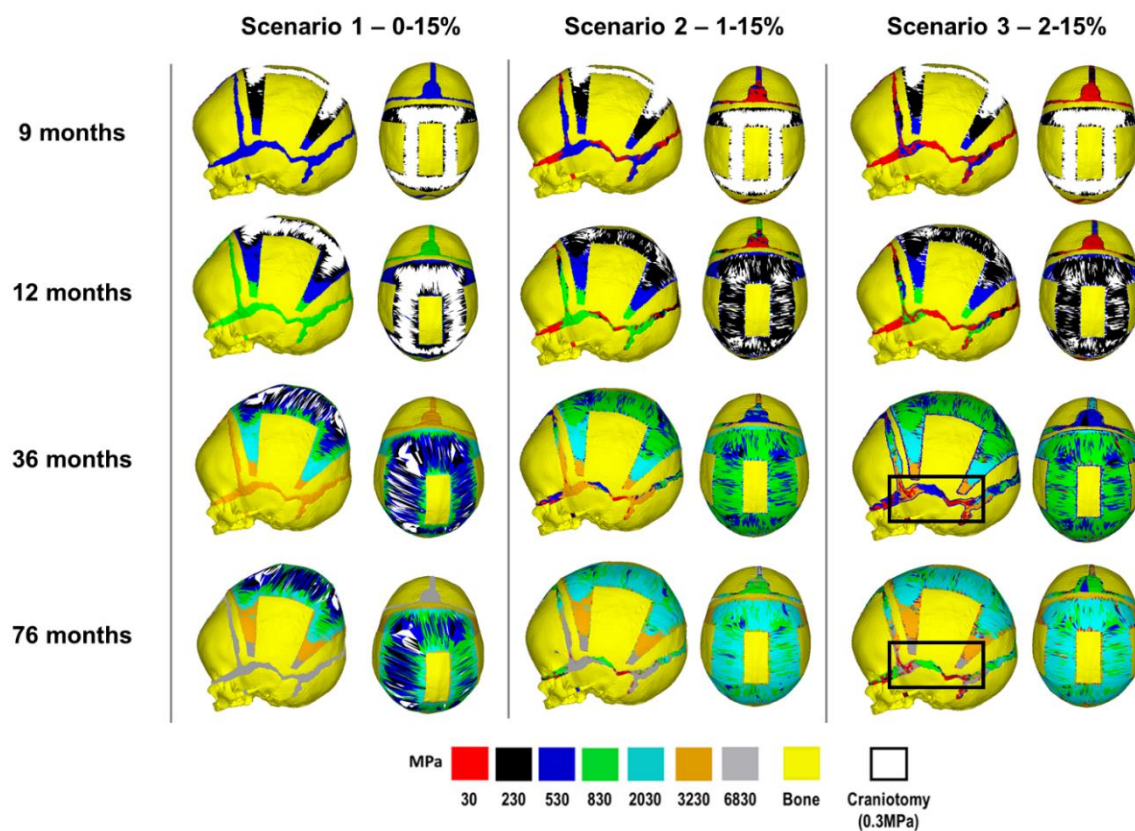 Scenario 1 – 0-15% Scenario 2 – 1-15% Scenario 3 – 2-15%
9 months
12 months
36 months
76 months
MPa
30 230 530 830 2030 3230 6830 Bone Craniotomy
(0.3MPa)